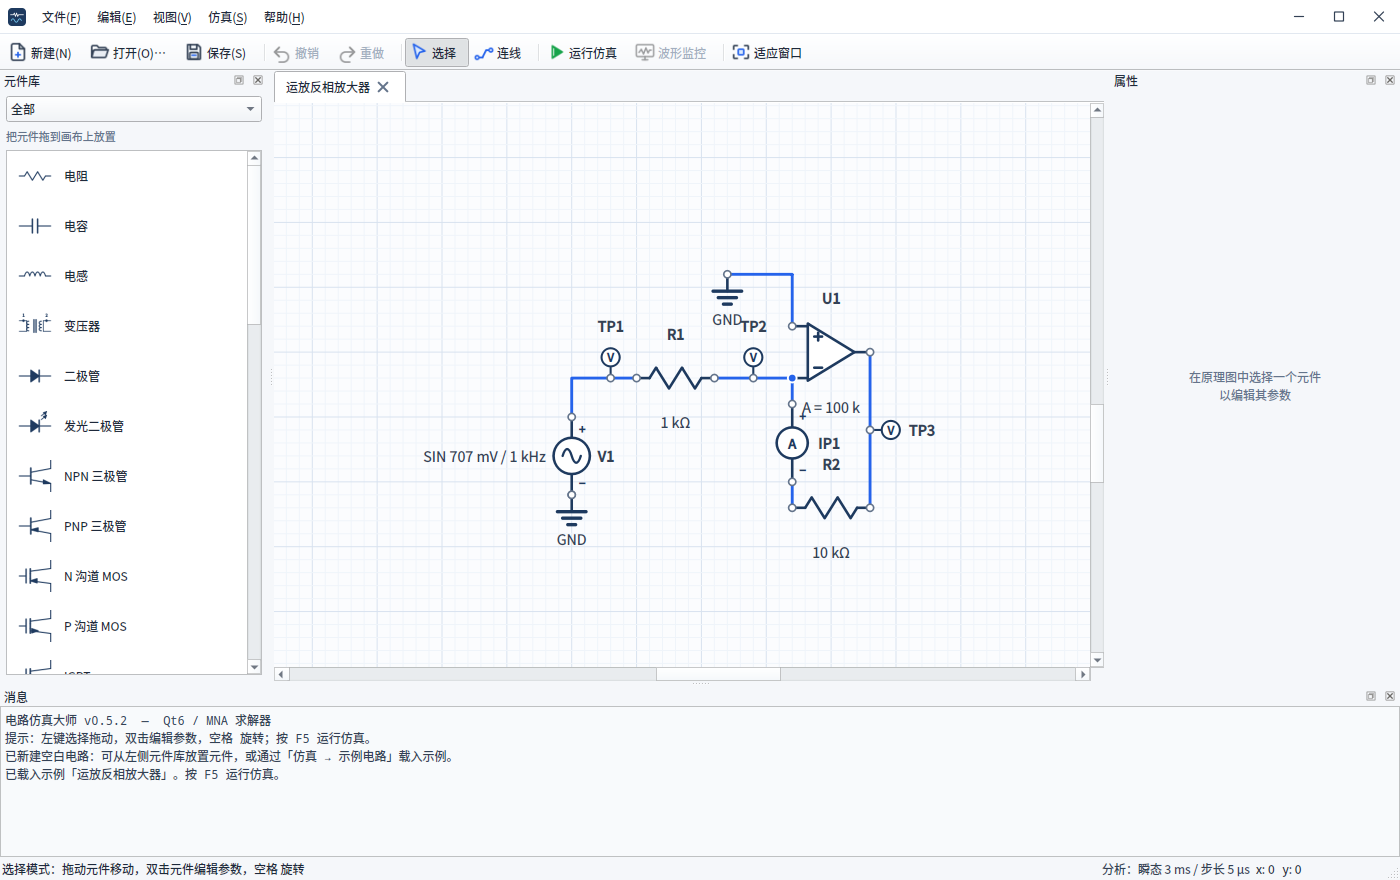 文件(F) 编辑(E) 视图(V) 仿真(S) 帮助(H)
新建(N) 打开(O)… 保存(S) 撤销 重做 选择 连线 运行仿真 波形监控 适应窗口
元件库
全部
把元件拖到画布上放置
电阻
电容
电感
变压器
二极管
发光二极管
NPN 三极管
PNP 三极管
N 沟道 MOS
P 沟道 MOS
运放反相放大器
GND
U1
TP1
R1
TP2
V
V
1 kΩ
A = 100 k
SIN 707 mV / 1 kHz
V1
GND
A
IP1
R2
V
TP3
10 kΩ
属性
在原理图中选择一个元件
以编辑其参数
消息
电路仿真大师 v0.5.2 — Qt6 / MNA 求解器
提示：左键选择拖动，双击编辑参数，空格 旋转；按 F5 运行仿真。
已新建空白电路：可从左侧元件库放置元件，或通过「仿真 → 示例电路」载入示例。
已载入示例「运放反相放大器」。按 F5 运行仿真。
选择模式：拖动元件移动，双击元件编辑参数，空格 旋转
分析：瞬态 3 ms / 步长 5 µs x: 0 y: 0